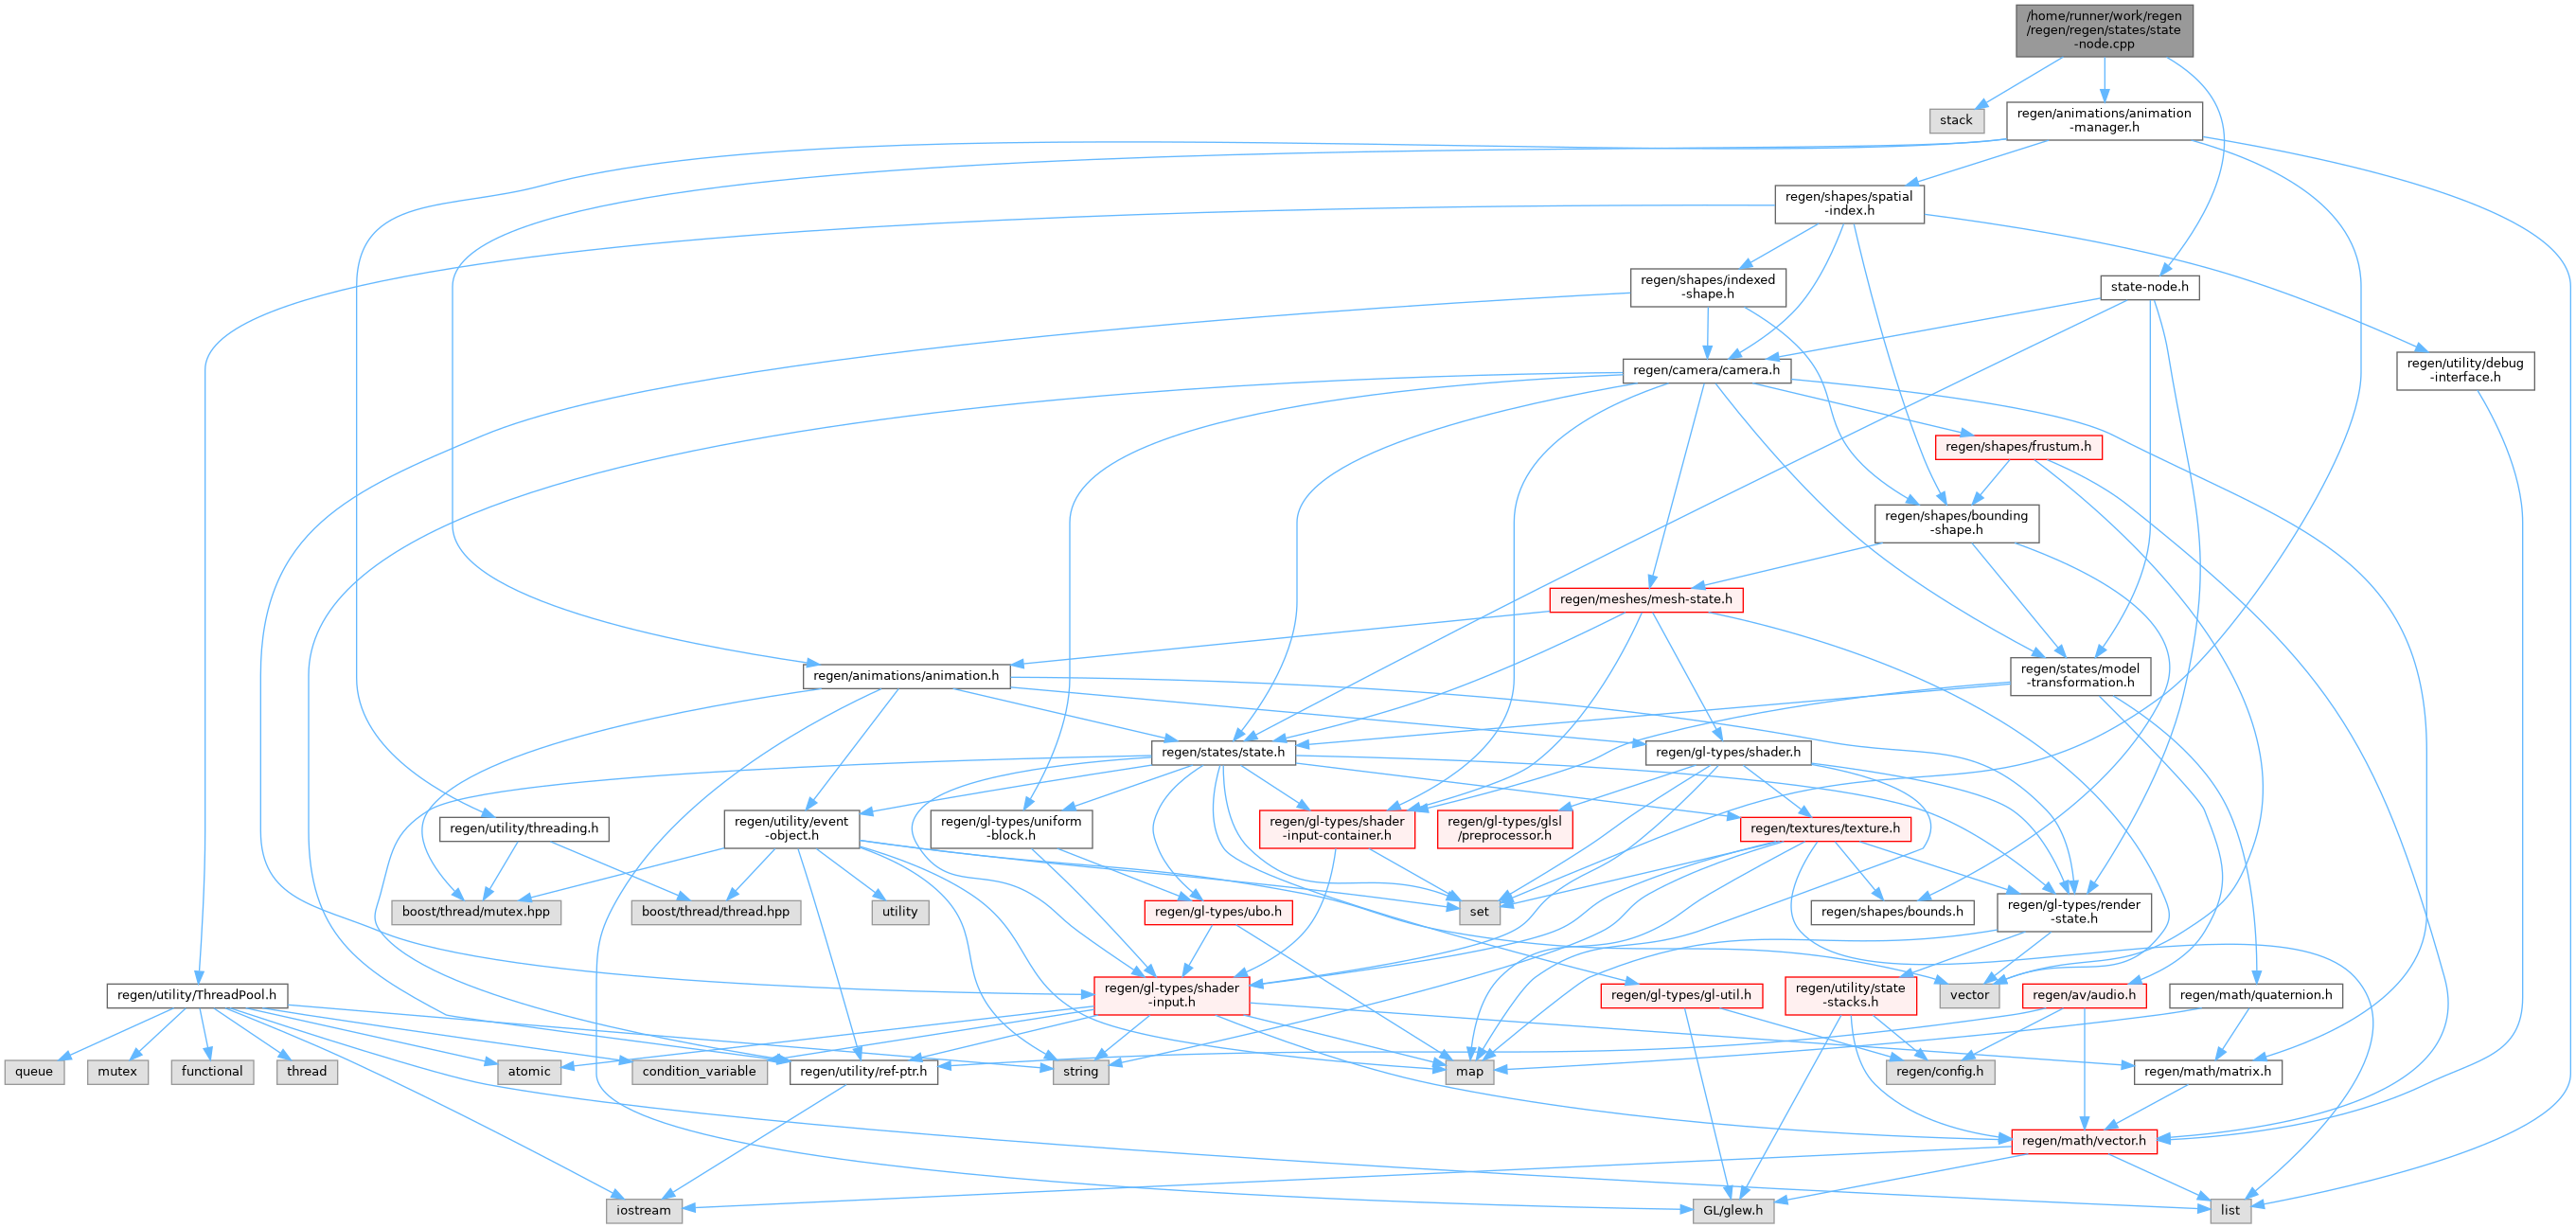 /home/runner/work/regen
/regen/regen/states/state
-node.cpp
stack
regen/animations/animation
-manager.h
regen/shapes/spatial
-index.h
regen/shapes/indexed
-shape.h
state-node.h
regen/camera/camera.h
regen/utility/debug
-interface.h
regen/shapes/frustum.h
regen/shapes/bounding
-shape.h
regen/meshes/mesh-state.h
regen/animations/animation.h
regen/states/model
-transformation.h
regen/states/state.h
regen/gl-types/shader.h
regen/utility/threading.h
regen/utility/event
-object.h
regen/gl-types/uniform
-block.h
regen/gl-types/shader
-input-container.h
regen/gl-types/glsl
/preprocessor.h
regen/textures/texture.h
boost/thread/mutex.hpp
boost/thread/thread.hpp
utility
regen/gl-types/ubo.h
set
regen/shapes/bounds.h
regen/gl-types/render
-state.h
regen/utility/ThreadPool.h
regen/gl-types/shader
-input.h
regen/gl-types/gl-util.h
regen/utility/state
-stacks.h
vector
regen/av/audio.h
regen/math/quaternion.h
queue
mutex
functional
thread
atomic
condition_variable
regen/utility/ref-ptr.h
string
map
regen/config.h
regen/math/matrix.h
regen/math/vector.h
iostream
GL/glew.h
list